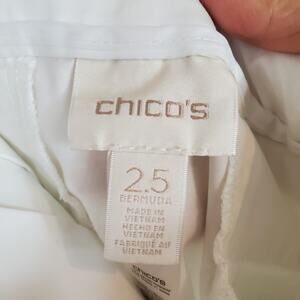 chico's
2.5
BERMUDA
MADE IN
VIETNAM
HECHO EN
VIETNAM
FABRIQUÉ AU
VIETNAM
chico's